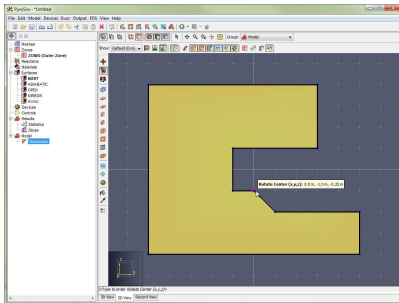 PyroSim - "Untitled
File Edit Model Devices Evac Output FDS View Help
Show: Default (Ctrl)
Group: Model
Meshes
Zones
ZONE0 (Outer Zone)
Reactions
Materials
Surfaces
INERT
ADIABATIC
OPEN
MIRROR
HVAC
Devices
Controls
Results
Statistics
Slices
Model
Obstruction
Rotate Center (x,y,z): 0.0 m, -1.0 m, -0.25 m
<Type to enter Rotate Center (x,y,z)>
3D View 2D View Record View